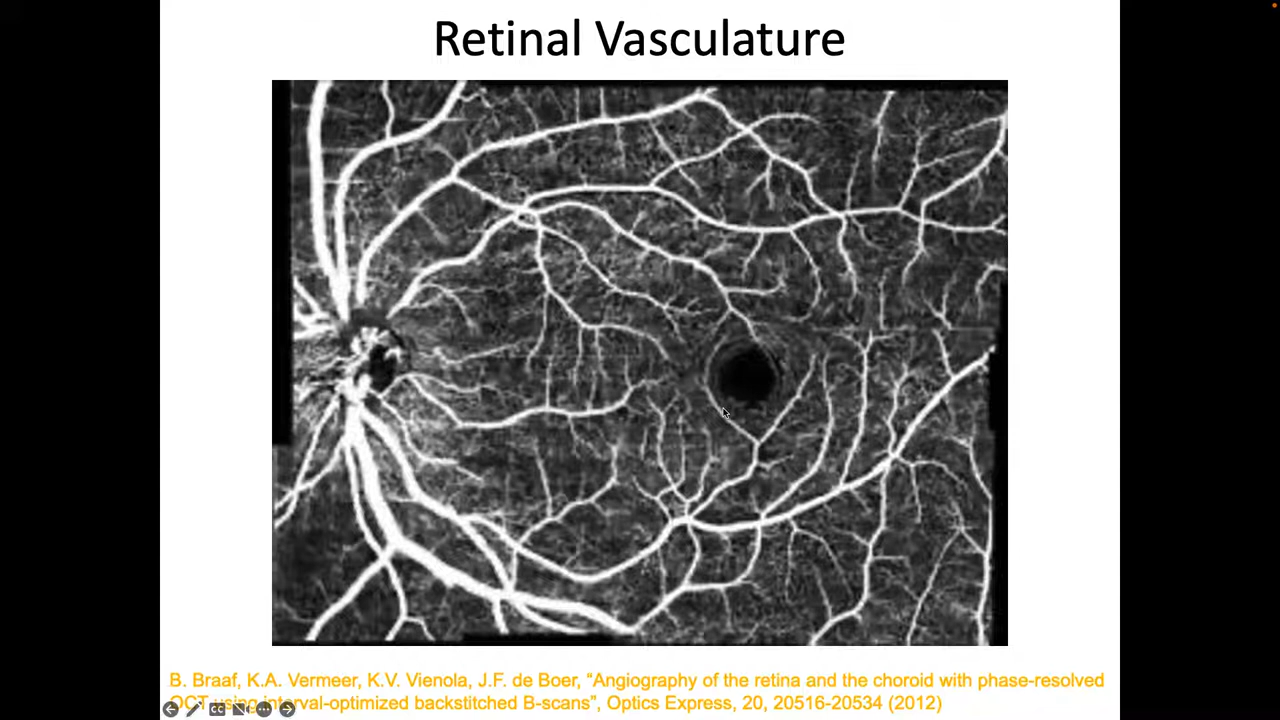 Retinal Vasculature
B. Braaf, K.A. Vermeer, K.V. Vienola, J.F. de Boer, “Angiography of the retina and the choroid with phase-resolved
OCT using interval-optimized backstitched B-scans”, Optics Express, 20, 20516-20534 (2012)
CC